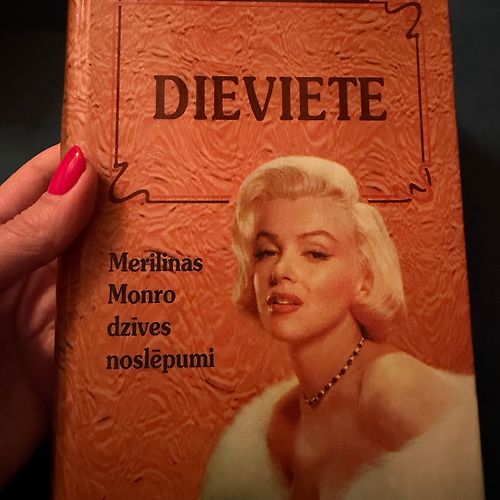 DIEVIETE
Merilinas
Monro
dzīves
noslēpumi